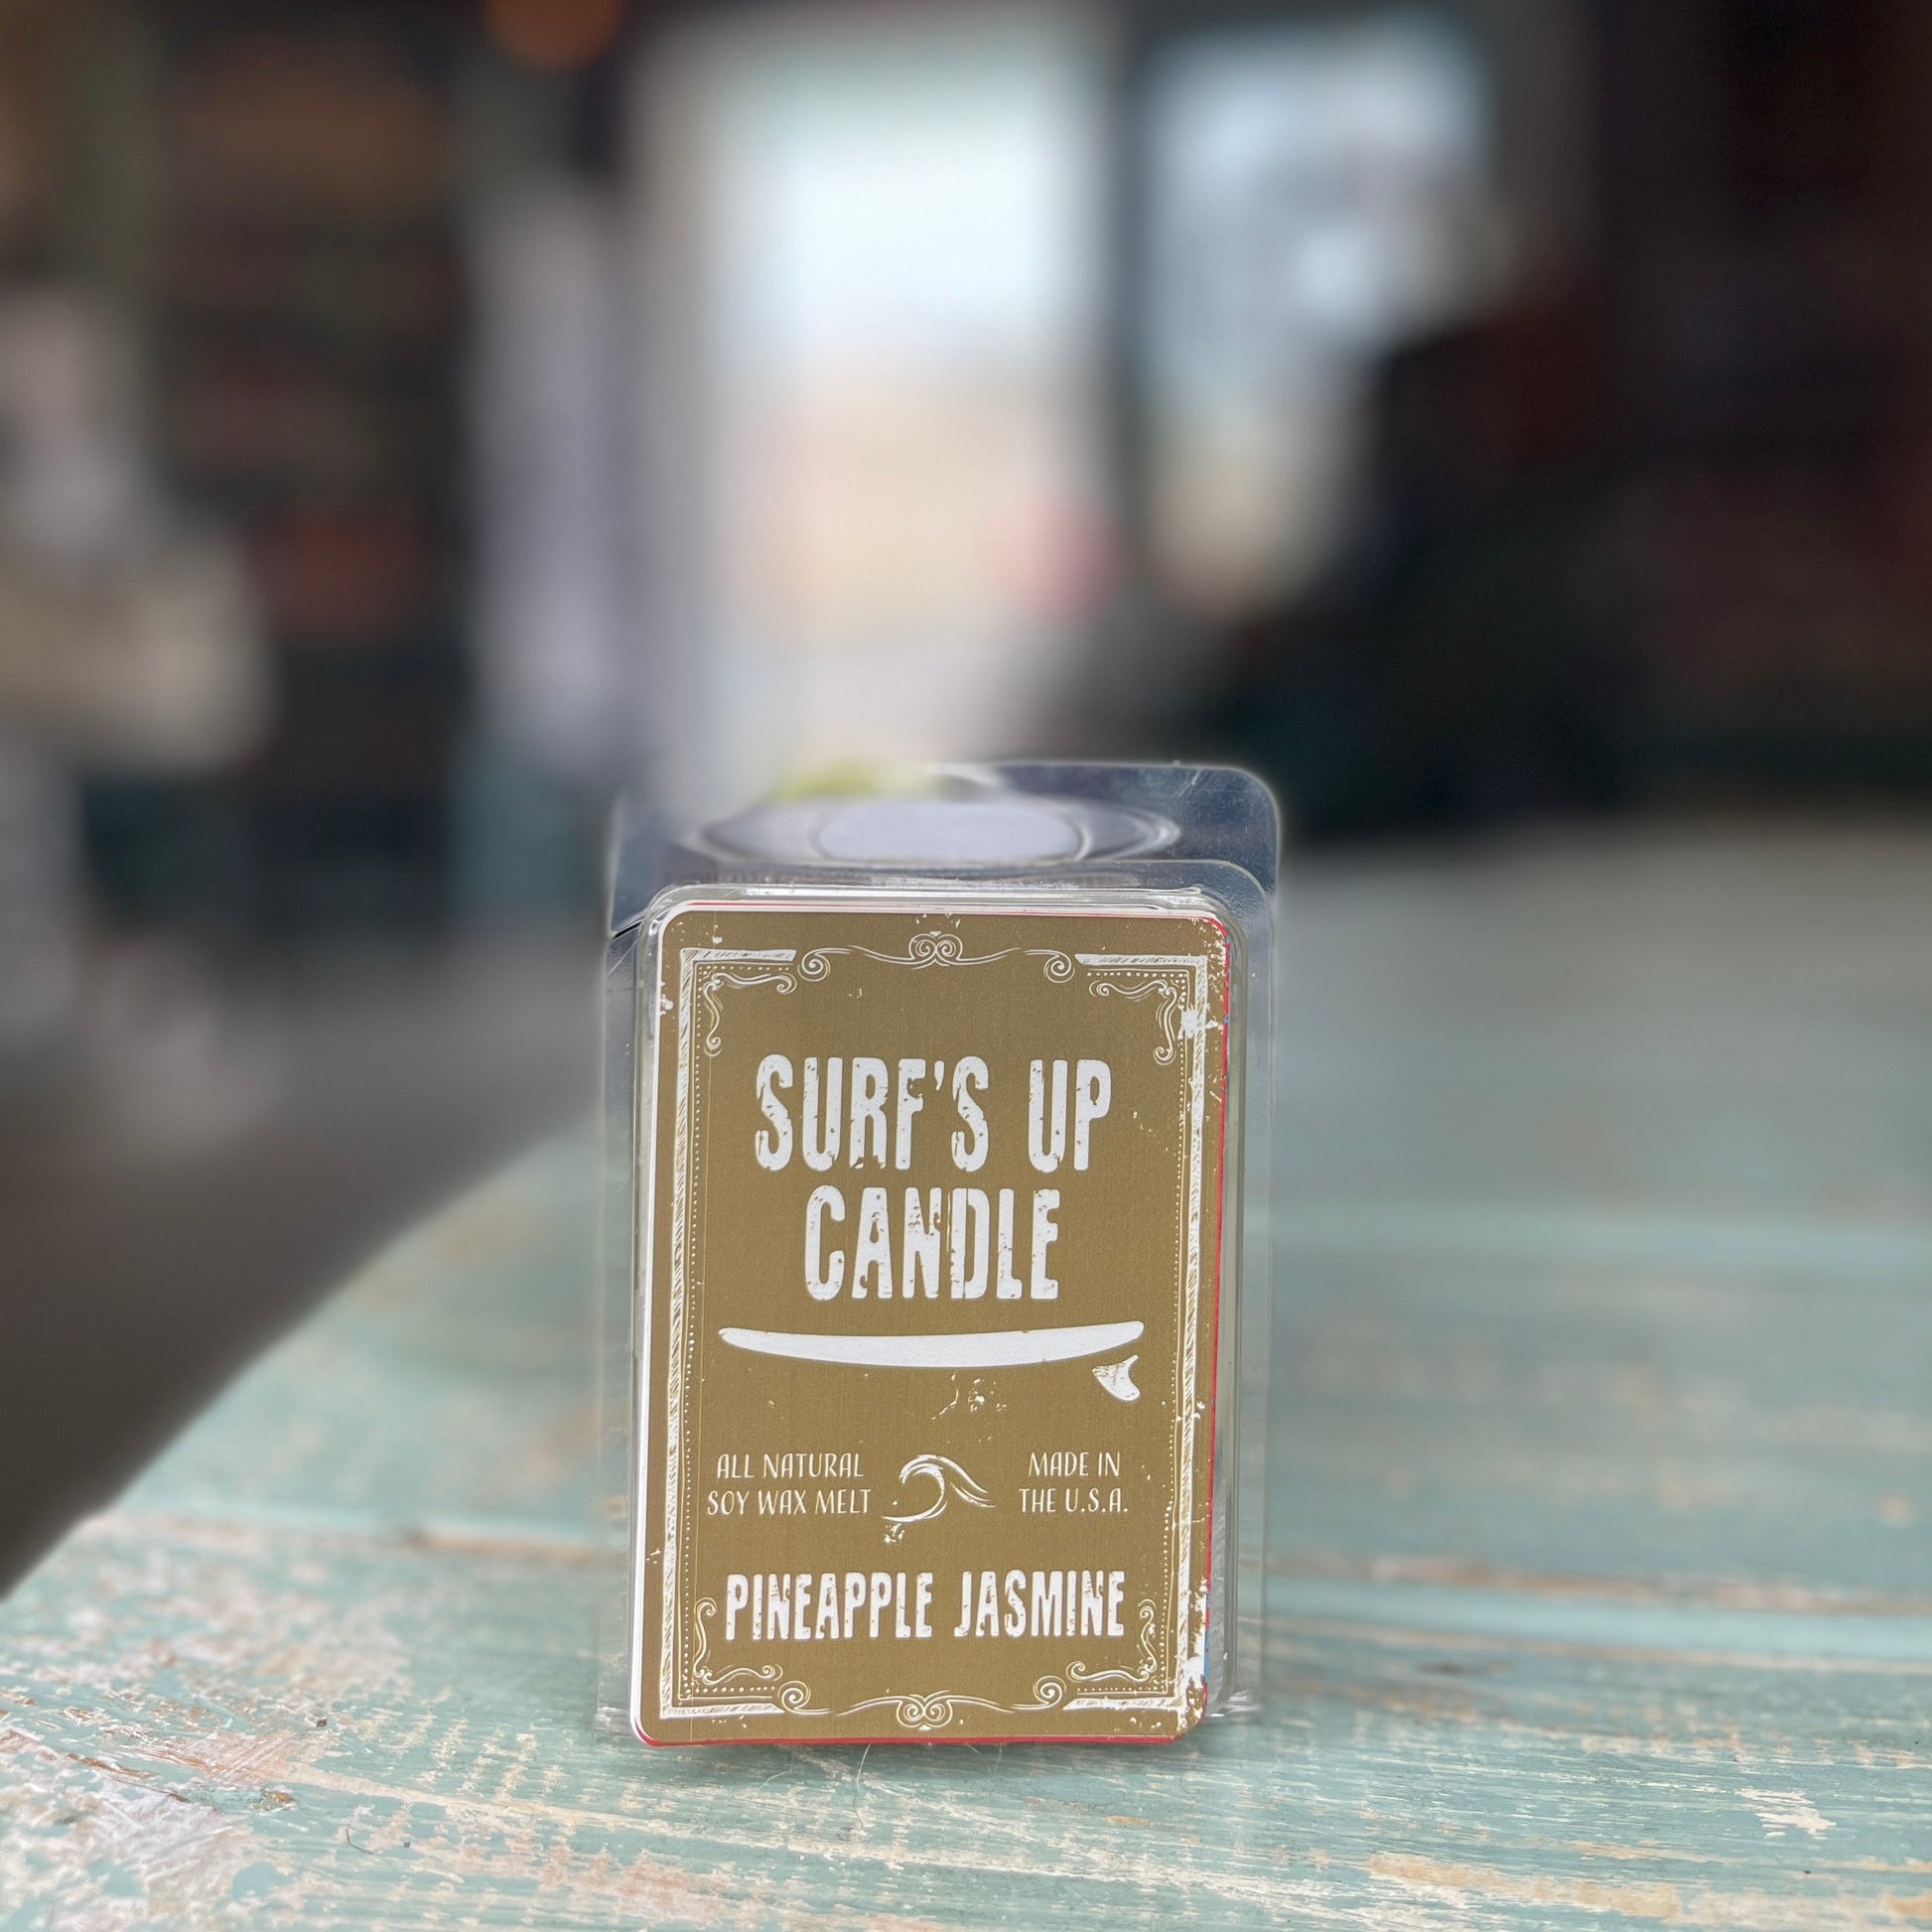 SURF'S UP
CANDLE
ALL NATURAL
SOY WAX MELT
MADE IN
THE U.S.A.
PINEAPPLE JASMINE